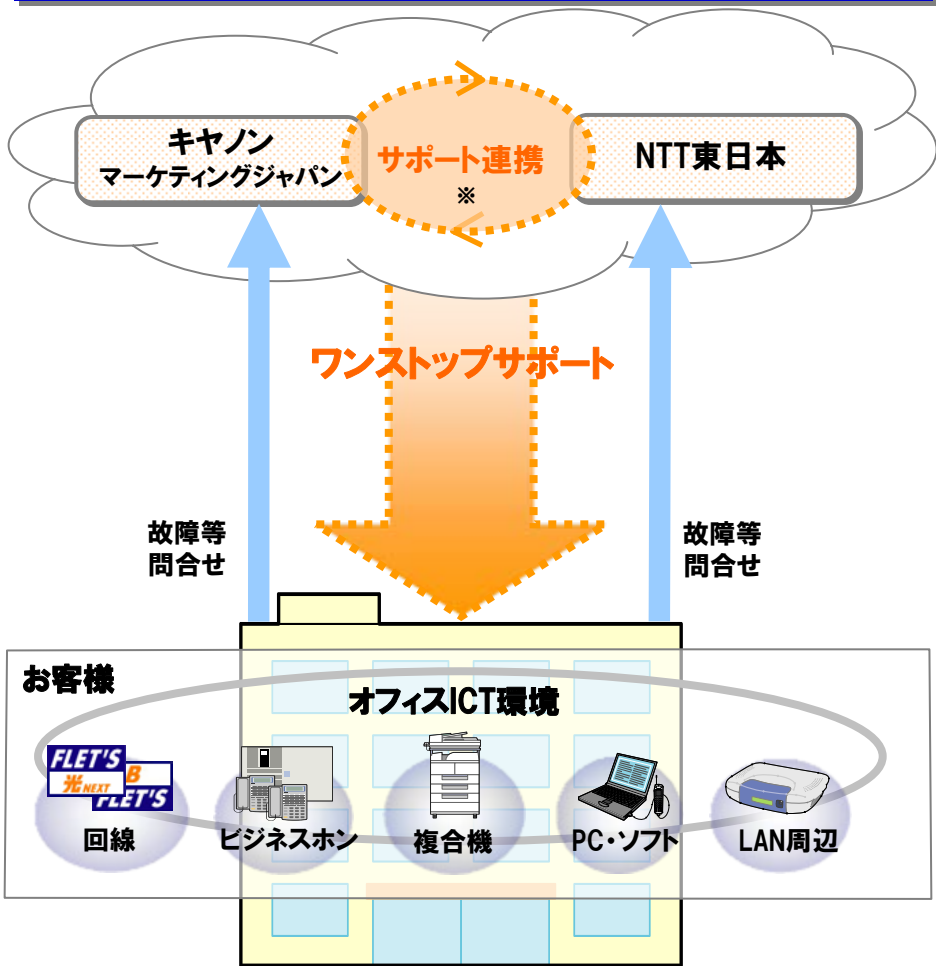 キヤノン
マーケティングジャパン
サポート連携
※
NTT東日本
ワンストップサポート
故障等
問合せ
故障等
問合せ
お客様
オフィスICT環境
FLET'S
光NEXT
B
FLET'S
回線
ビジネスホン
複合機
PC・ソフト
LAN周辺